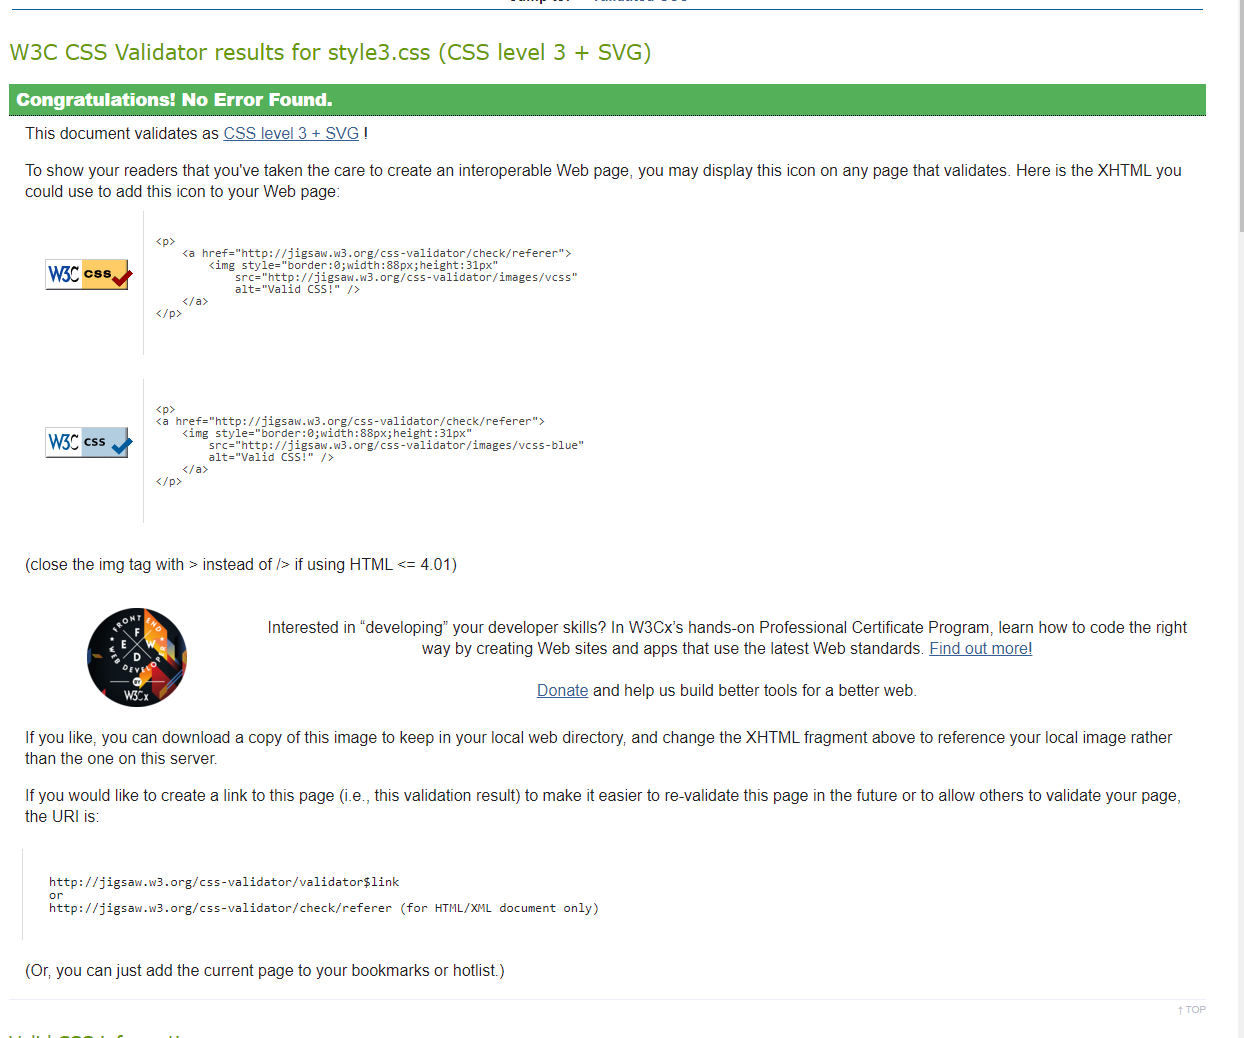 W3C CSS Validator results for style3.css (CSS level 3 + SVG)
Congratulations! No Error Found.
This document validates as CSS level 3 + SVG !
To show your readers that you've taken the care to create an interoperable Web page, you may display this icon on any page that validates. Here is the XHTML you
could use to add this icon to your Web page:
W3C css
<p>
<a href="http://jigsaw.w3.org/css-validator/check/referer">
<img style="border:0;width:88px;height:31px"
src="http://jigsaw.w3.org/css-validator/images/vcss"
alt="Valid CSS!" />
</a>
</p>
W3C css
<p>
<a href="http://jigsaw.w3.org/css-validator/check/referer">
<img style="border:0;width:88px;height:31px"
src="http://jigsaw.w3.org/css-validator/images/vcss-blue"
alt="Valid CSS!" />
</a>
</p>
(close the img tag with > instead of /> if using HTML <= 4.01)
FRONT END
F
E W
D
WEB DEVELOPER
BY
W3Cx
Interested in “developing” your developer skills? In W3Cx’s hands-on Professional Certificate Program, learn how to code the right
way by creating Web sites and apps that use the latest Web standards. Find out more!
Donate and help us build better tools for a better web.
If you like, you can download a copy of this image to keep in your local web directory, and change the XHTML fragment above to reference your local image rather
than the one on this server.
If you would like to create a link to this page (i.e., this validation result) to make it easier to re-validate this page in the future or to allow others to validate your page,
the URI is:
http://jigsaw.w3.org/css-validator/validator$link
or
http://jigsaw.w3.org/css-validator/check/referer (for HTML/XML document only)
(Or, you can just add the current page to your bookmarks or hotlist.)
↑ TOP